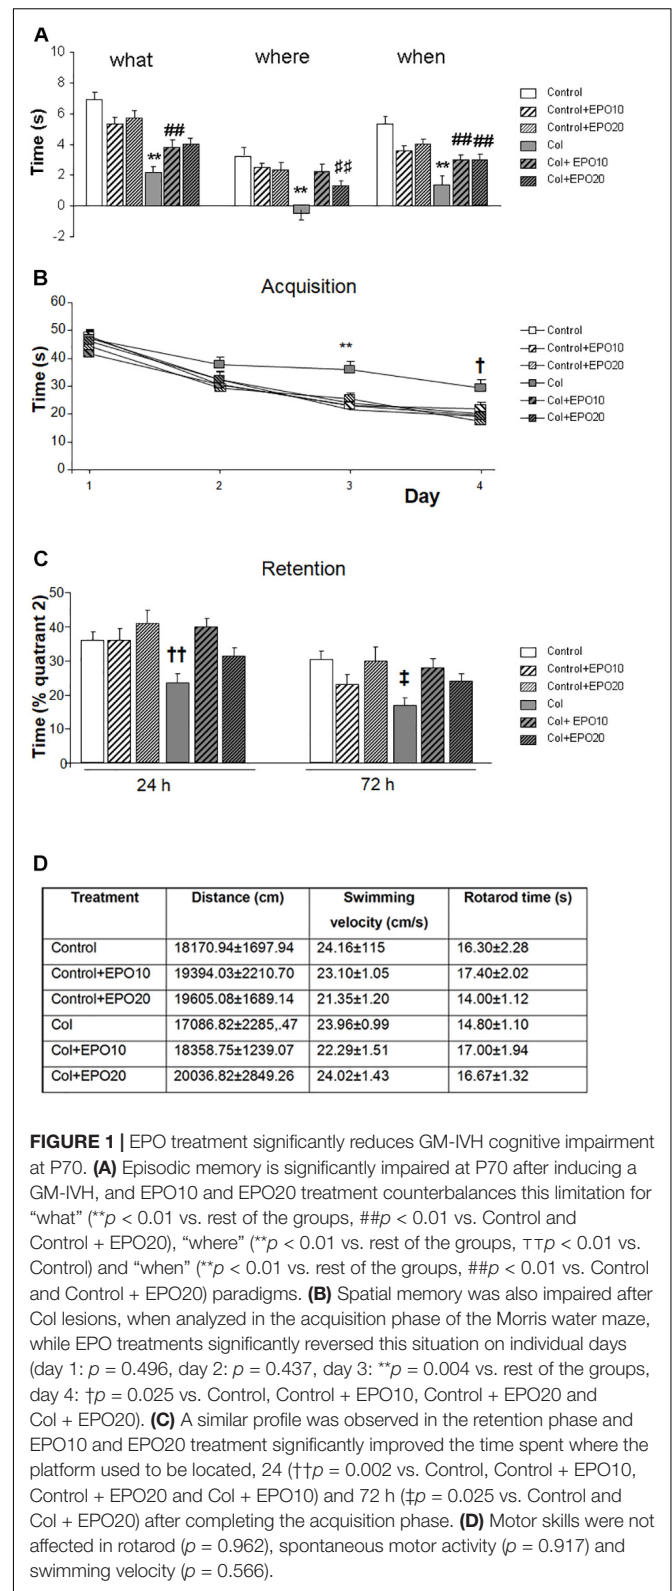 A
10
8
6
4
2
0
-2
Time (s)
what
where
when
**
##
**
♯♯
**
##
##
Control
Control+EPO10
Control+EPO20
Col
Col+ EPO10
Col+EPO20
B
Acquisition
60
50
40
30
20
10
0
Time (s)
**
†
1
2
3
4
Day
Control
Control+EPO10
Control+EPO20
Col
Col+EPO10
Col+EPO20
C
Retention
50
40
30
20
10
0
Time (% quatrant 2)
††
‡
24 h
72 h
Control
Control+EPO10
Control+EPO20
Col
Col+ EPO10
Col+EPO20
D
Treatment Distance (cm) Swimming velocity (cm/s) Rotarod time (s)
Control 18170.94±1697.94 24.16±115 16.30±2.28
Control+EPO10 19394.03±2210.70 23.10±1.05 17.40±2.02
Control+EPO20 19605.08±1689.14 21.35±1.20 14.00±1.12
Col 17086.82±2285,.47 23.96±0.99 14.80±1.10
Col+EPO10 18358.75±1239.07 22.29±1.51 17.00±1.94
Col+EPO20 20036.82±2849.26 24.02±1.43 16.67±1.32
FIGURE 1 | EPO treatment significantly reduces GM-IVH cognitive impairment
at P70. (A) Episodic memory is significantly impaired at P70 after inducing a
GM-IVH, and EPO10 and EPO20 treatment counterbalances this limitation for
“what” (**p < 0.01 vs. rest of the groups, ##p < 0.01 vs. Control and
Control + EPO20), “where” (**p < 0.01 vs. rest of the groups, ⊤⊤p < 0.01 vs.
Control) and “when” (**p < 0.01 vs. rest of the groups, ##p < 0.01 vs. Control
and Control + EPO20) paradigms. (B) Spatial memory was also impaired after
Col lesions, when analyzed in the acquisition phase of the Morris water maze,
while EPO treatments significantly reversed this situation on individual days
(day 1: p = 0.496, day 2: p = 0.437, day 3: **p = 0.004 vs. rest of the groups,
day 4: †p = 0.025 vs. Control, Control + EPO10, Control + EPO20 and
Col + EPO20). (C) A similar profile was observed in the retention phase and
EPO10 and EPO20 treatment significantly improved the time spent where the
platform used to be located, 24 (††p = 0.002 vs. Control, Control + EPO10,
Control + EPO20 and Col + EPO10) and 72 h (‡p = 0.025 vs. Control and
Col + EPO20) after completing the acquisition phase. (D) Motor skills were not
affected in rotarod (p = 0.962), spontaneous motor activity (p = 0.917) and
swimming velocity (p = 0.566).